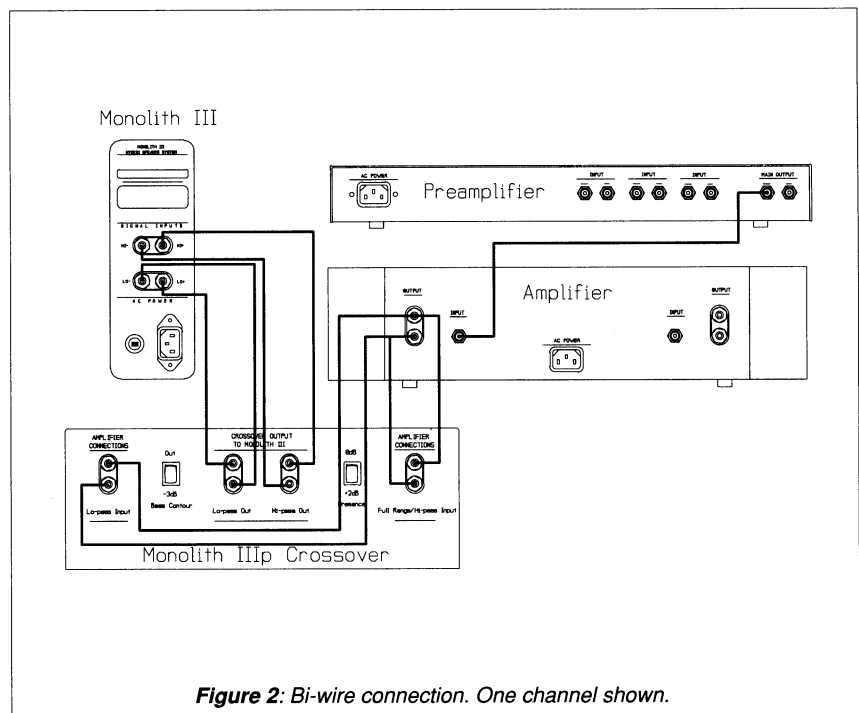 Monolith III
MONOLITH III
HYBRID SPEAKER SYSTEM
SIGNAL INPUTS
HI- HI+
LO- LO+
AC POWER
AC POWER
Preamplifier
INPUT INPUT INPUT MAIN OUTPUT
OUTPUT
INPUT
Amplifier
AC POWER
INPUT
OUTPUT
AMPLIFIER
CONNECTIONS
Lo-pass Input
Out
-3dB
Bass Contour
CROSSOVER OUTPUT
TO MONOLITH III
Lo-pass Out Hi-pass Out
0dB
+2dB
Presence
AMPLIFIER
CONNECTIONS
Full Range/Hi-pass Input
Monolith IIIp Crossover
Figure 2: Bi-wire connection. One channel shown.